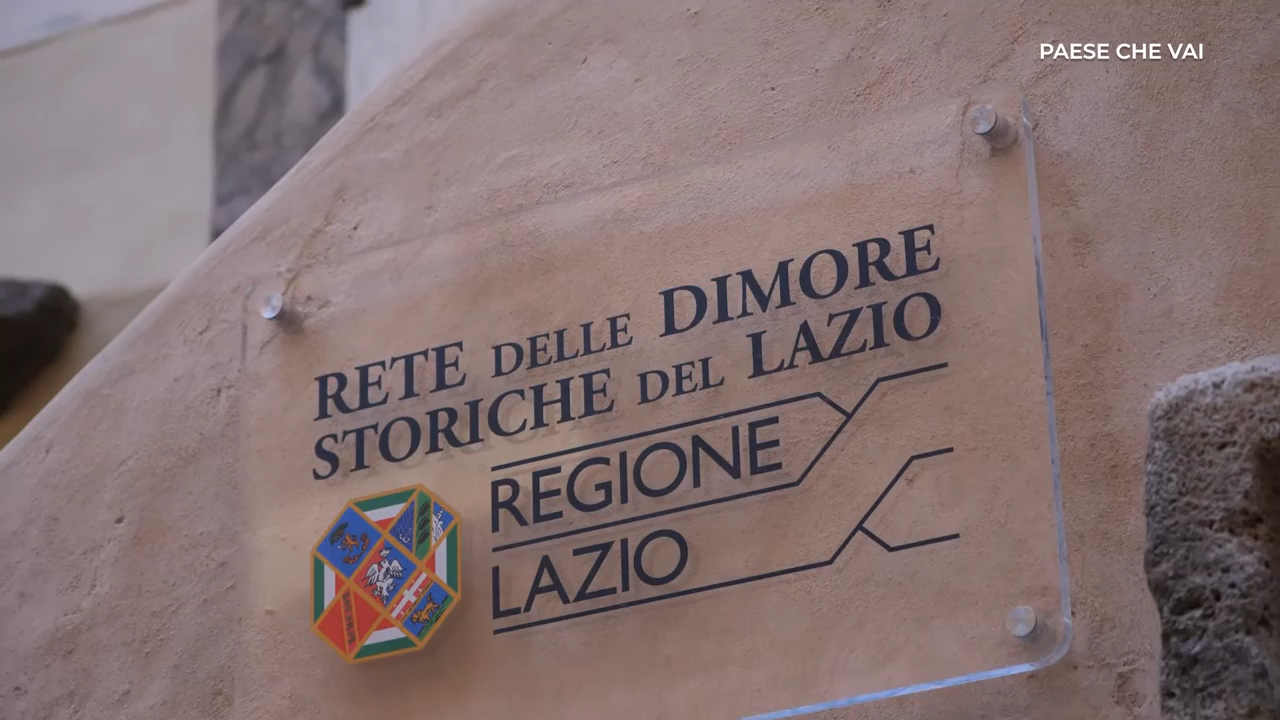 PAESE CHE VAI
RETE DELLE DIMORE
STORICHE DEL LAZIO
REGIONE
LAZIO